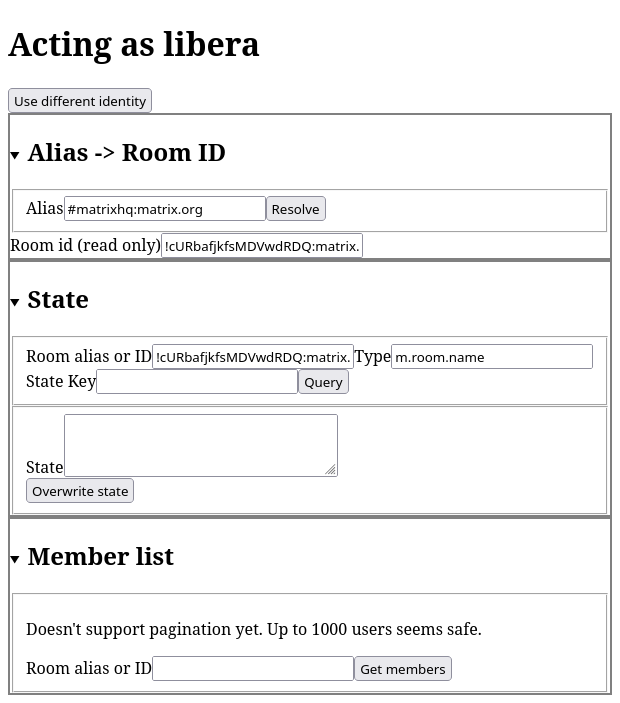 Acting as libera
Use different identity
Alias -> Room ID
Alias #matrixhq:matrix.org Resolve
Room id (read only) !cURbafjkfsMDVwdRDQ:matrix.
State
Room alias or ID !cURbafjkfsMDVwdRDQ:matrix. Type m.room.name
State Key Query
State
Overwrite state
Member list
Doesn't support pagination yet. Up to 1000 users seems safe.
Room alias or ID Get members